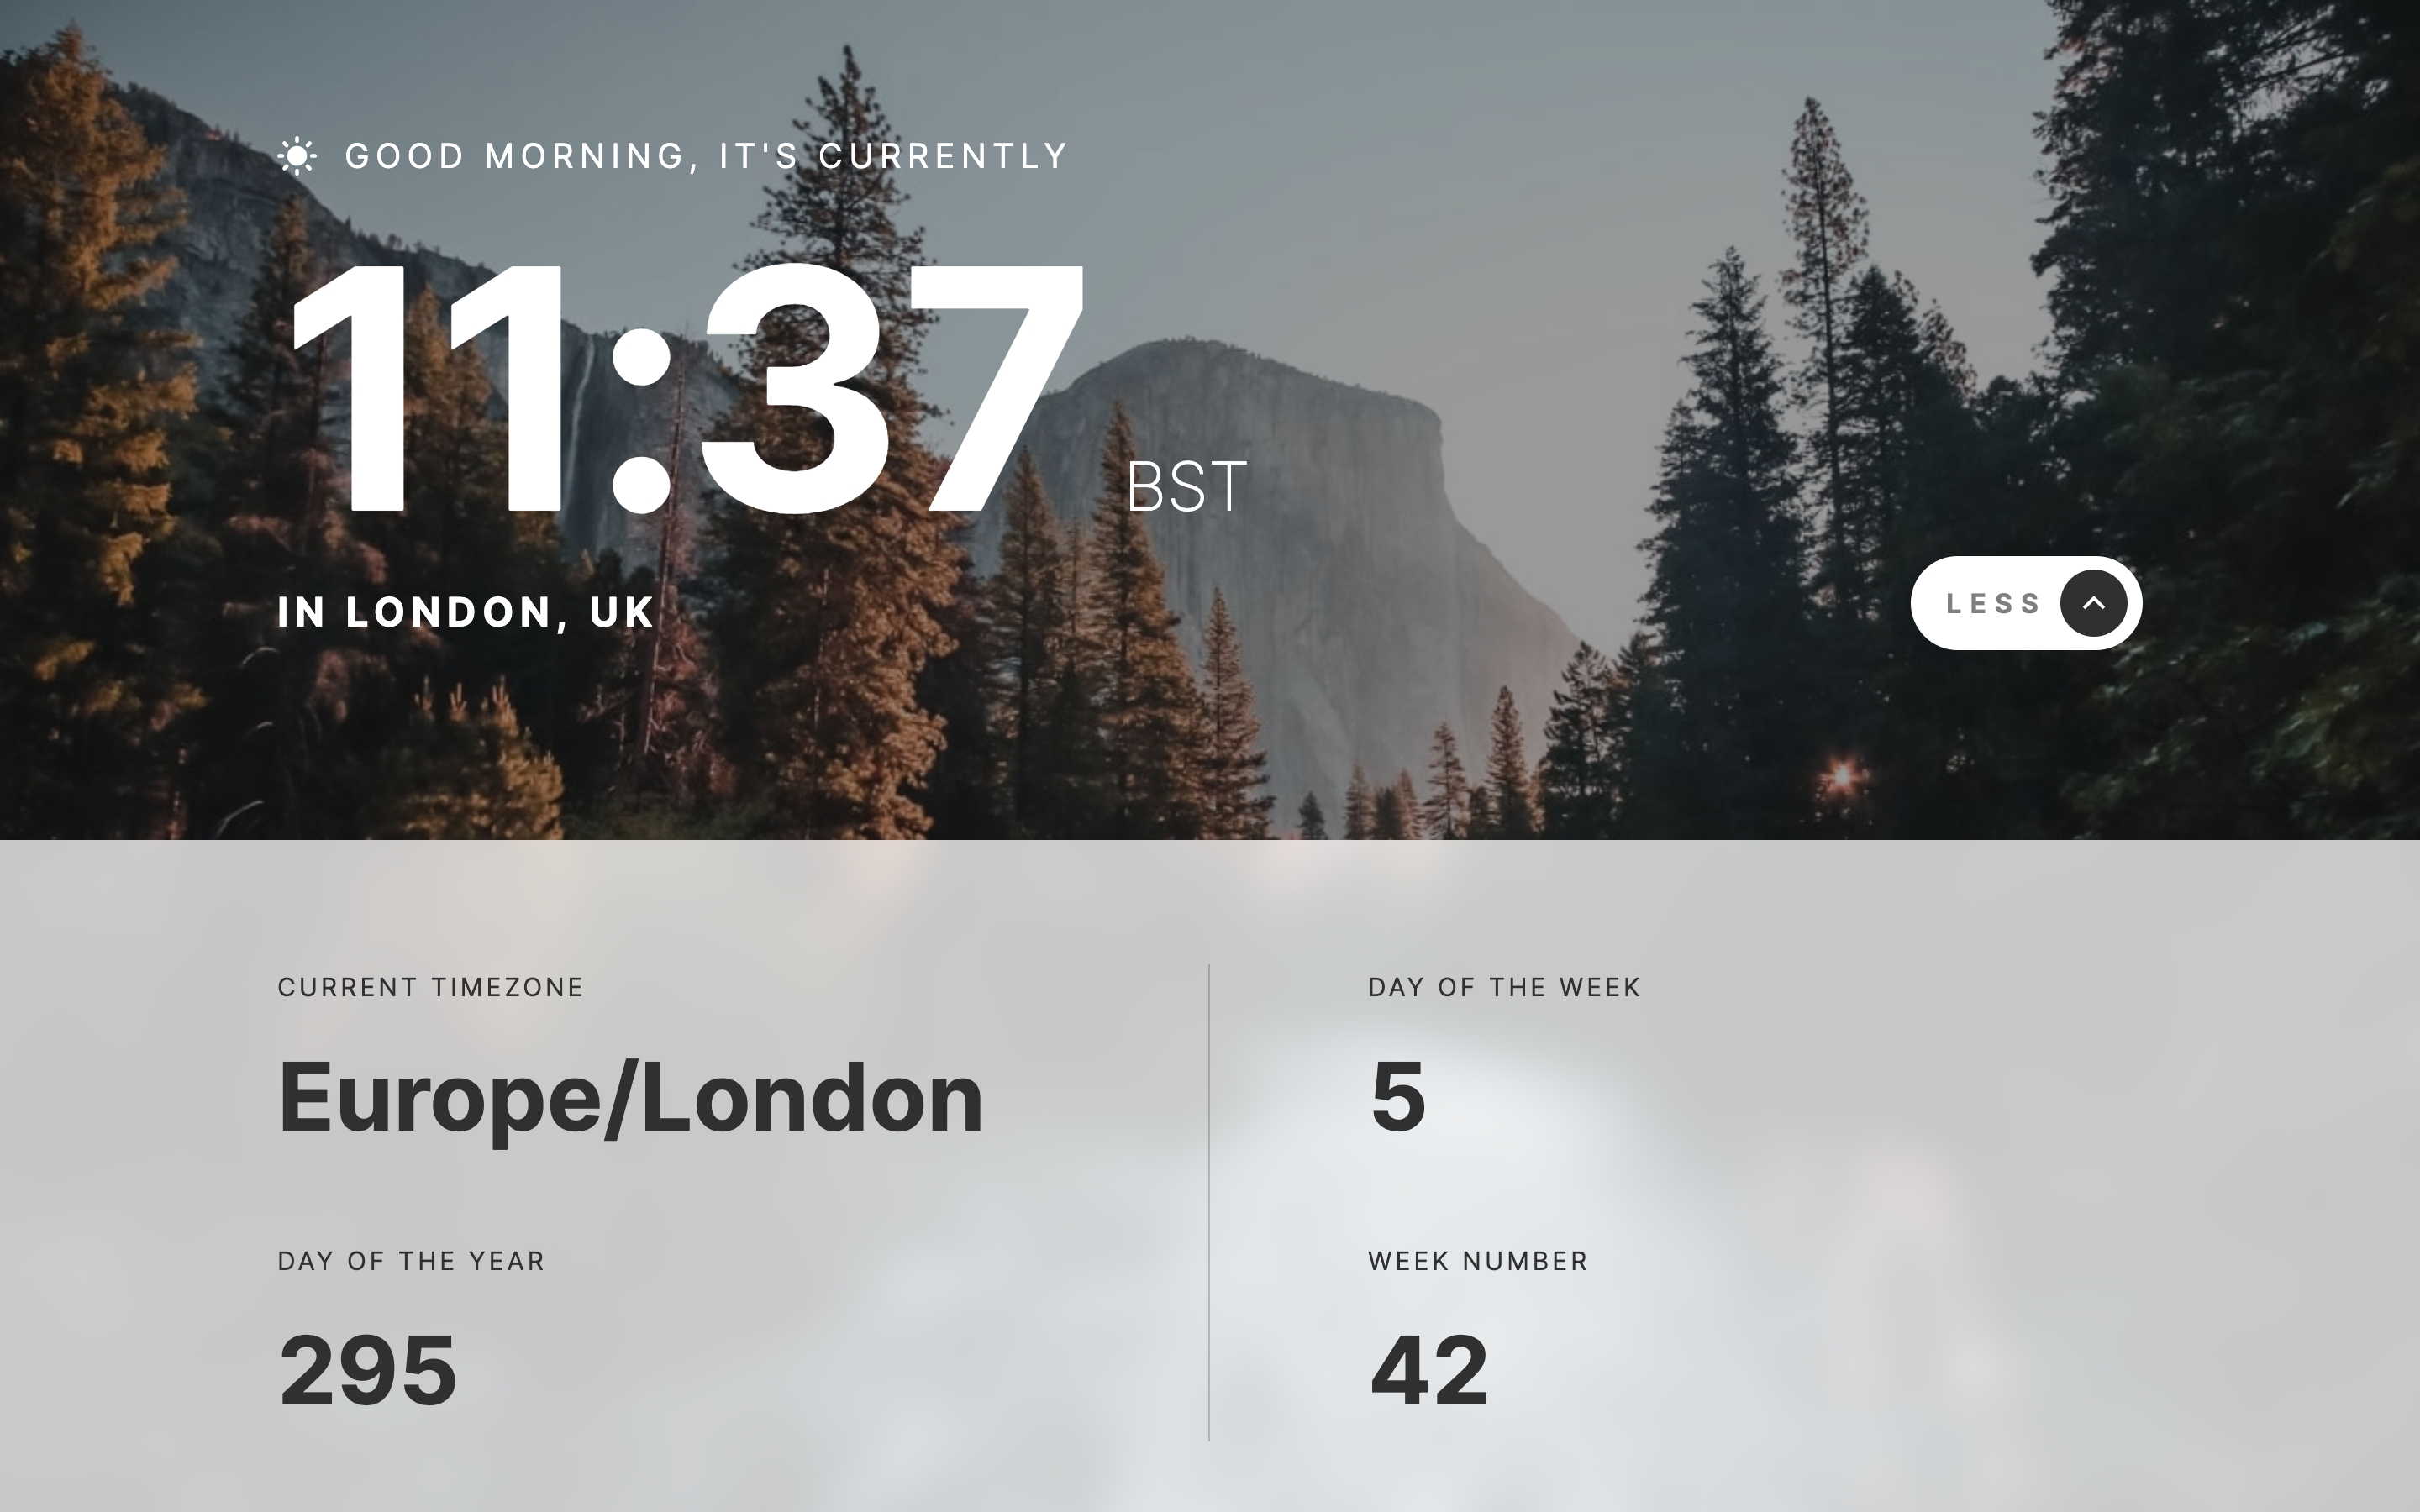 GOOD MORNING, IT'S CURRENTLY
11:37 BST
IN LONDON, UK
LESS
CURRENT TIMEZONE
Europe/London
DAY OF THE YEAR
295
DAY OF THE WEEK
5
WEEK NUMBER
42